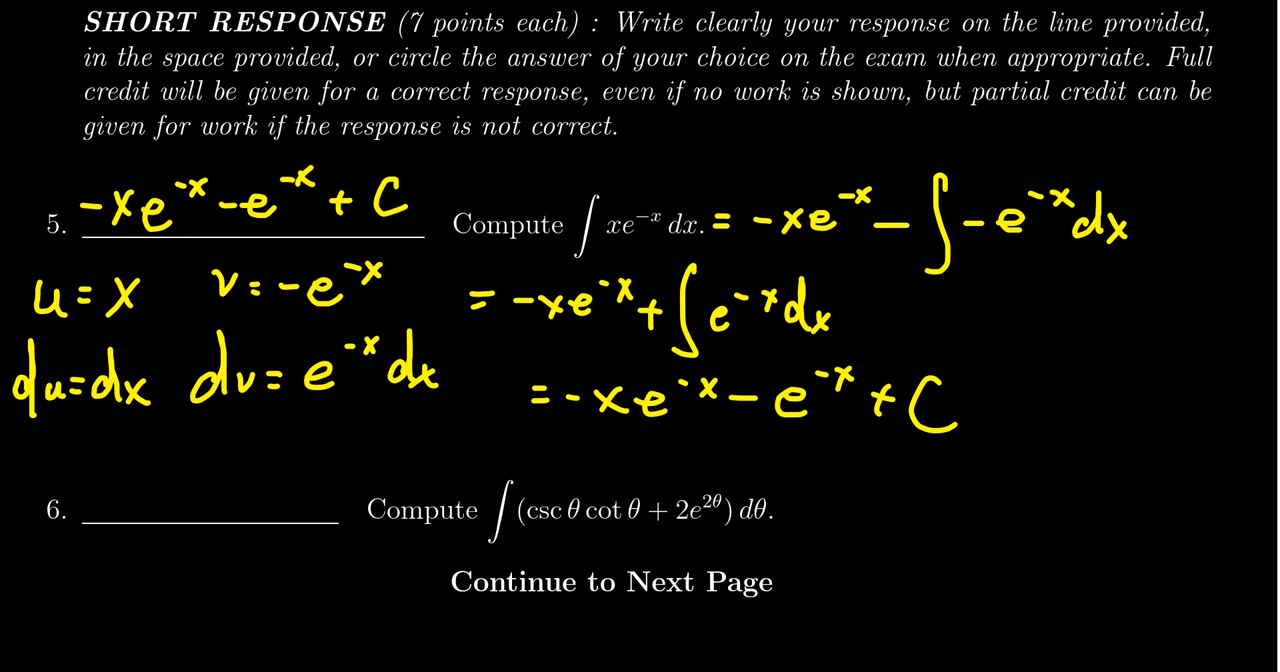 SHORT RESPONSE (7 points each) : Write clearly your response on the line provided,
in the space provided, or circle the answer of your choice on the exam when appropriate. Full
credit will be given for a correct response, even if no work is shown, but partial credit can be
given for work if the response is not correct.
5. -xe^{-x} - e^{-x} + C Compute ∫ xe^{-x} dx. = -xe^{-x} - ∫ -e^{-x} dx
u = x v = -e^{-x} = -xe^{-x} + ∫ e^{-x} dx
du = dx dv = e^{-x} dx = -xe^{-x} - e^{-x} + C
6. Compute ∫ (csc θ cot θ + 2e^{2θ}) dθ.
Continue to Next Page